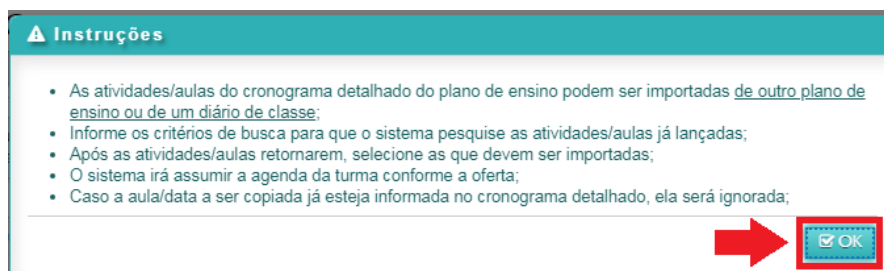 Instruções
• As atividades/aulas do cronograma detalhado do plano de ensino podem ser importadas de outro plano de
ensino ou de um diário de classe;
• Informe os critérios de busca para que o sistema pesquise as atividades/aulas já lançadas;
• Após as atividades/aulas retornarem, selecione as que devem ser importadas;
• O sistema irá assumir a agenda da turma conforme a oferta;
• Caso a aula/data a ser copiada já esteja informada no cronograma detalhado, ela será ignorada;
OK